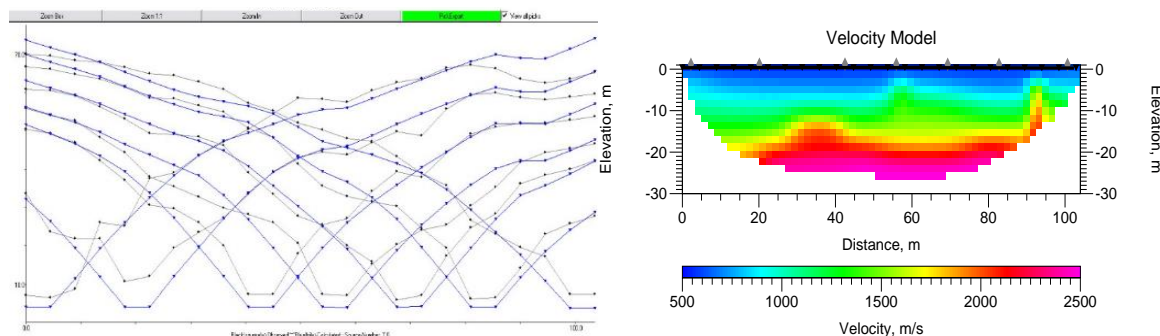 Zoom Box Zoom 1:1 Zoom In Zoom Out Pick Export View all picks
10.0
0.0 100.0
Velocity Model
0 0
-10 -10
-20 -20
-30 -30
Elevation, m Elevation, m
0 20 40 60 80 100
Distance, m
500 1000 1500 2000 2500
Velocity, m/s